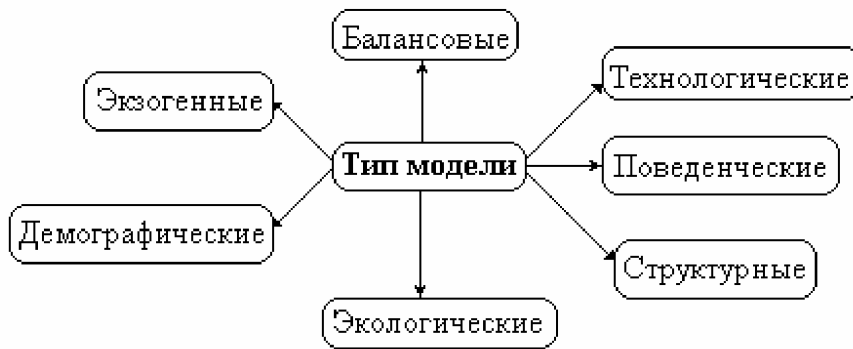 Балансовые
Технологические
Экзогенные
Тип модели
Поведенческие
Демографические
Структурные
Экологические